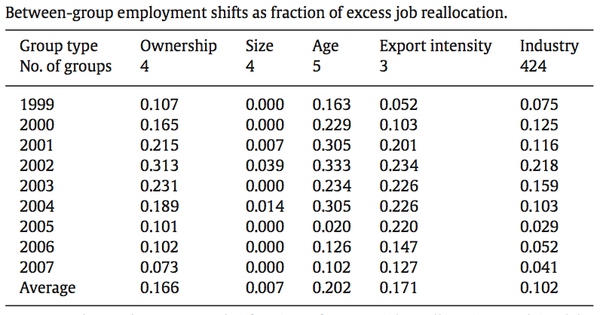 Between-group employment shifts as fraction of excess job reallocation.
Group type Ownership Size Age Export intensity Industry
No. of groups 4 4 5 3 424
1999 0.107 0.000 0.163 0.052 0.075
2000 0.165 0.000 0.229 0.103 0.125
2001 0.215 0.007 0.305 0.201 0.116
2002 0.313 0.039 0.333 0.234 0.218
2003 0.231 0.000 0.234 0.226 0.159
2004 0.189 0.014 0.305 0.226 0.103
2005 0.101 0.000 0.020 0.220 0.029
2006 0.102 0.000 0.126 0.147 0.052
2007 0.073 0.000 0.102 0.127 0.041
Average 0.166 0.007 0.202 0.171 0.102